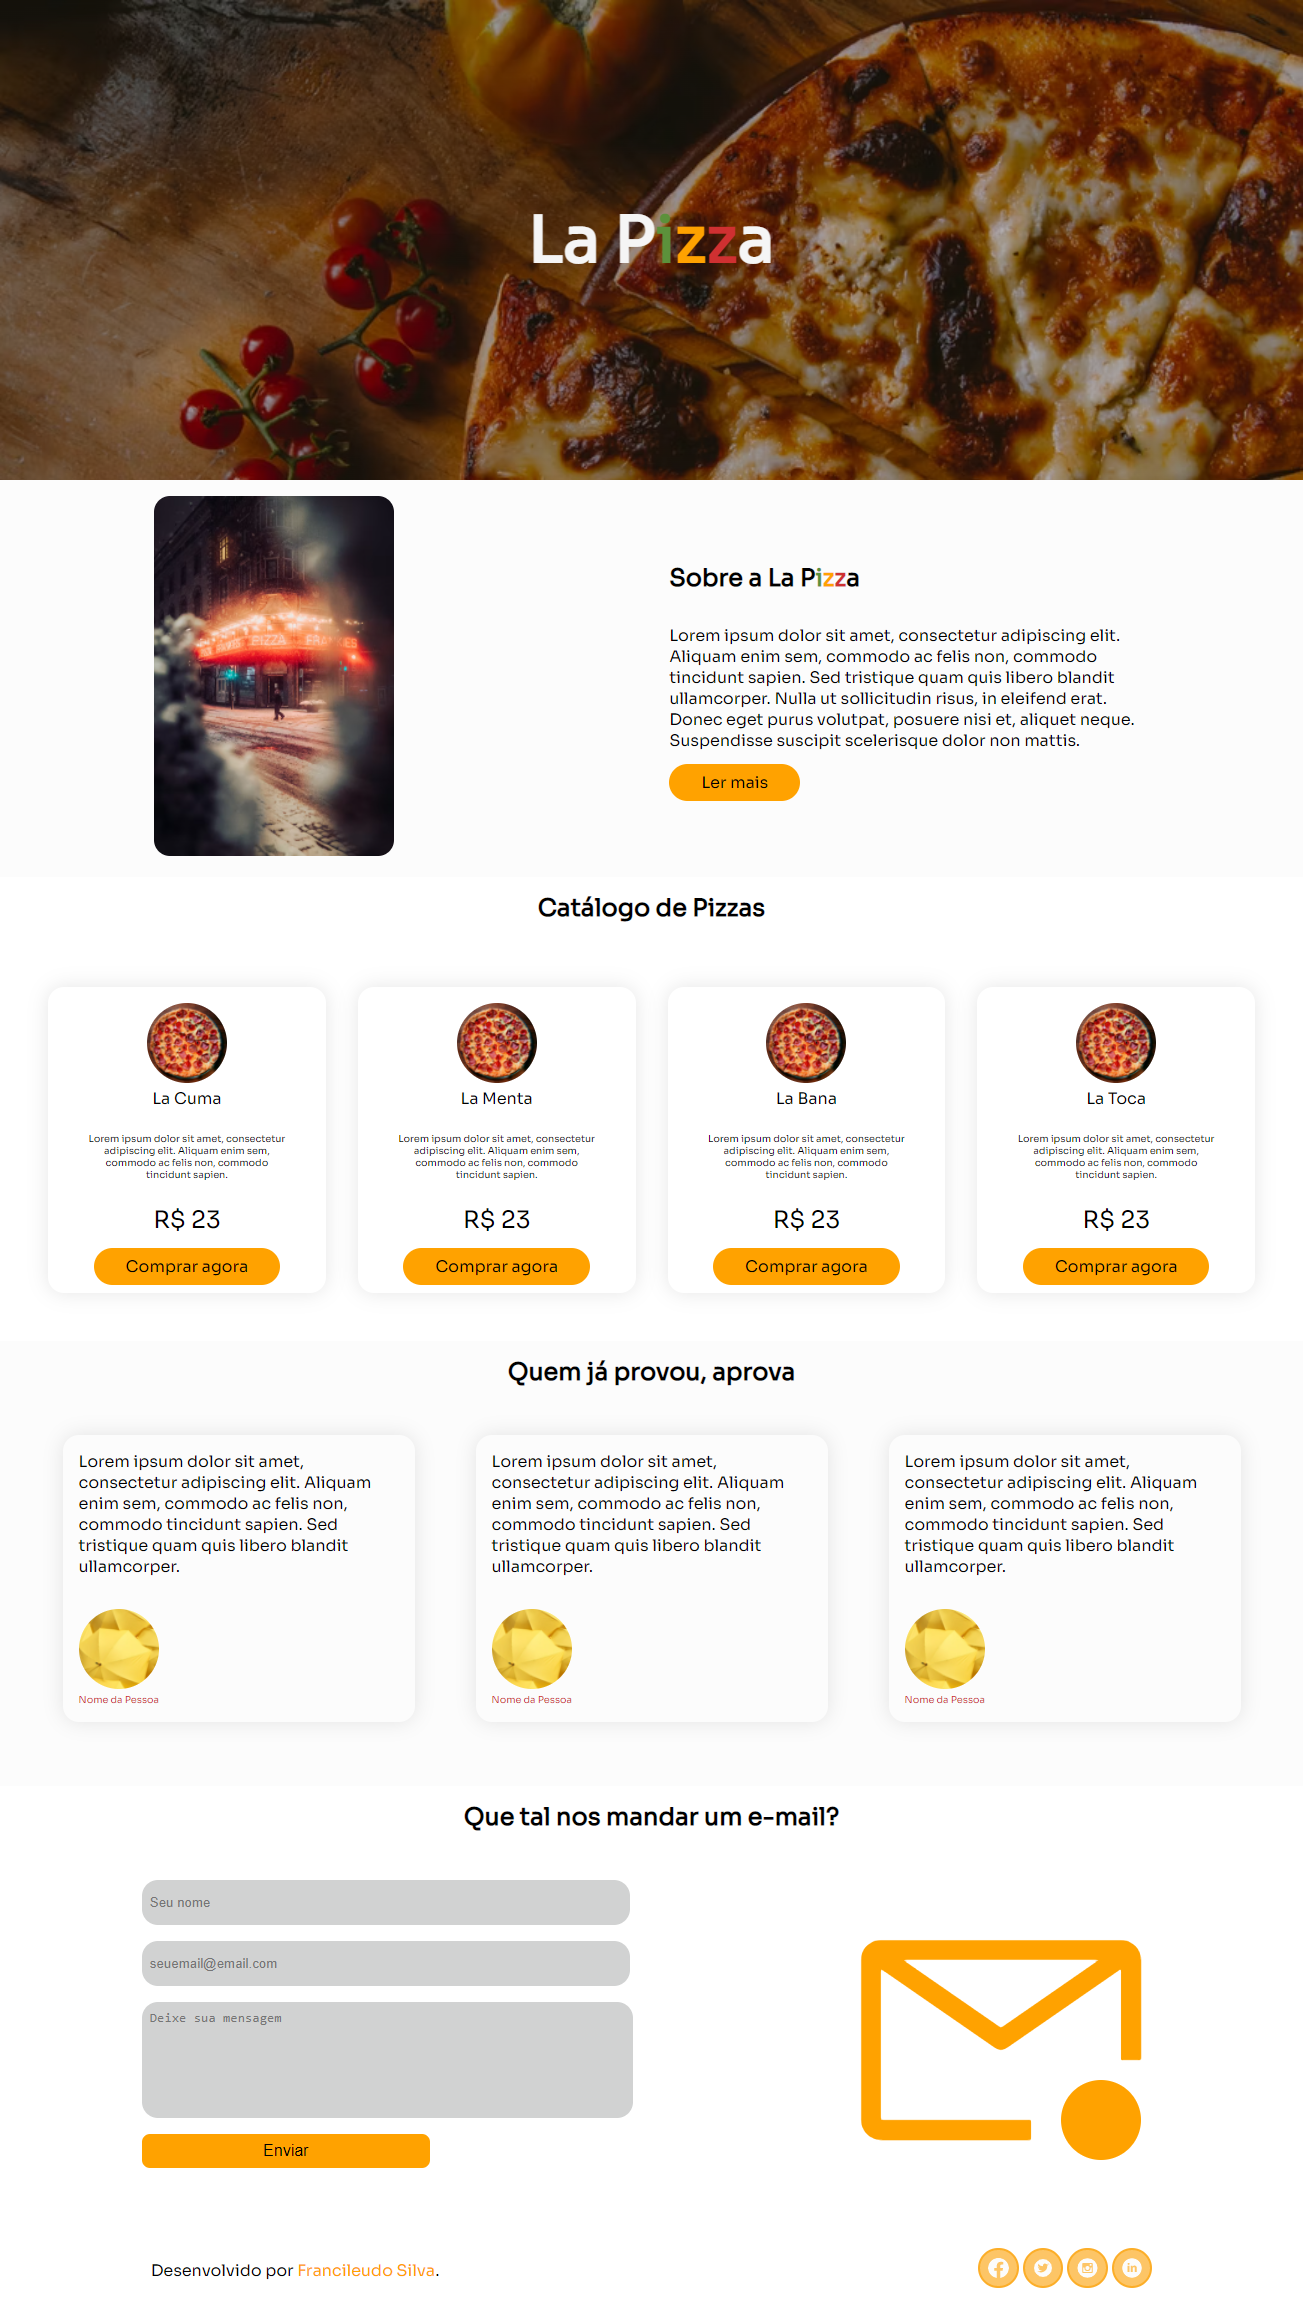 La Pizza
PIZZA
Sobre a La Pizza
Lorem ipsum dolor sit amet, consectetur adipiscing elit.
Aliquam enim sem, commodo ac felis non, commodo
tincidunt sapien. Sed tristique quam quis libero blandit
ullamcorper. Nulla ut sollicitudin risus, in eleifend erat.
Donec eget purus volutpat, posuere nisi et, aliquet neque.
Suspendisse suscipit scelerisque dolor non mattis.
Ler mais
Catálogo de Pizzas
La Cuma
Lorem ipsum dolor sit amet, consectetur
adipiscing elit. Aliquam enim sem,
commodo ac felis non, commodo
tincidunt sapien.
R$ 23
Comprar agora
La Menta
Lorem ipsum dolor sit amet, consectetur
adipiscing elit. Aliquam enim sem,
commodo ac felis non, commodo
tincidunt sapien.
R$ 23
Comprar agora
La Bana
Lorem ipsum dolor sit amet, consectetur
adipiscing elit. Aliquam enim sem,
commodo ac felis non, commodo
tincidunt sapien.
R$ 23
Comprar agora
La Toca
Lorem ipsum dolor sit amet, consectetur
adipiscing elit. Aliquam enim sem,
commodo ac felis non, commodo
tincidunt sapien.
R$ 23
Comprar agora
Quem já provou, aprova
Lorem ipsum dolor sit amet,
consectetur adipiscing elit. Aliquam
enim sem, commodo ac felis non,
commodo tincidunt sapien. Sed
tristique quam quis libero blandit
ullamcorper.
Nome da Pessoa
Lorem ipsum dolor sit amet,
consectetur adipiscing elit. Aliquam
enim sem, commodo ac felis non,
commodo tincidunt sapien. Sed
tristique quam quis libero blandit
ullamcorper.
Nome da Pessoa
Lorem ipsum dolor sit amet,
consectetur adipiscing elit. Aliquam
enim sem, commodo ac felis non,
commodo tincidunt sapien. Sed
tristique quam quis libero blandit
ullamcorper.
Nome da Pessoa
Que tal nos mandar um e-mail?
Seu nome
seuemail@email.com
Deixe sua mensagem
Enviar
Desenvolvido por Francileudo Silva.